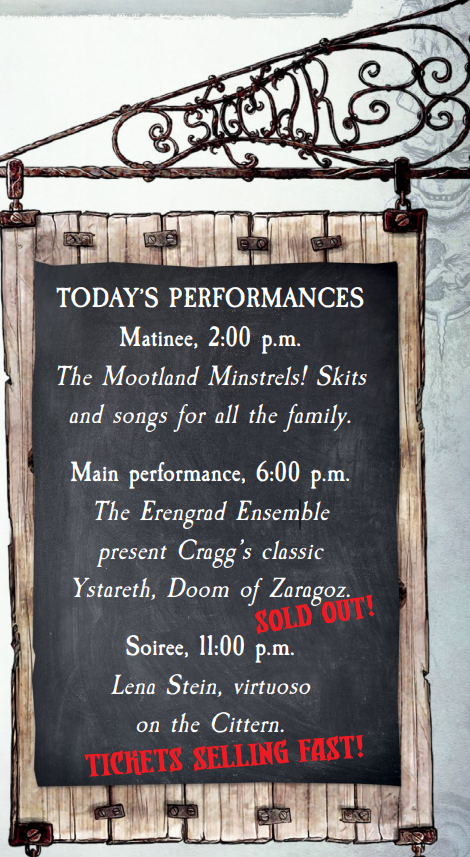 TODAY'S PERFORMANCES
Matinee, 2:00 p.m.
The Mootland Minstrels! Skits
and songs for all the family.
Main performance, 6:00 p.m.
The Erengrad Ensemble
present Cragg's classic
Ystareth, Doom of Zaragoz.
SOLD OUT!
Soiree, 11:00 p.m.
Lena Stein, virtuoso
on the Cittern.
TICKETS SELLING FAST!